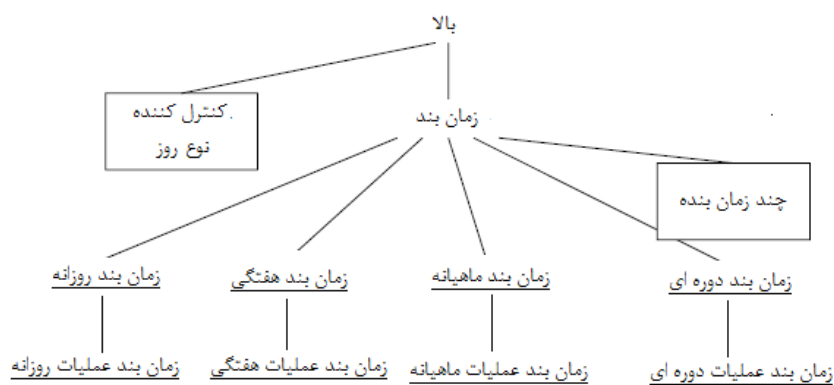 بالا
.کنترل کننده
نوع روز
زمان بند
چند زمان بنده
زمان بند روزانه
زمان بند هفتگی
زمان بند ماهیانه
زمان بند دوره ای
زمان بند عملیات روزانه
زمان بند عملیات هفتگی
زمان بند عملیات ماهیانه
زمان بند عملیات دوره ای